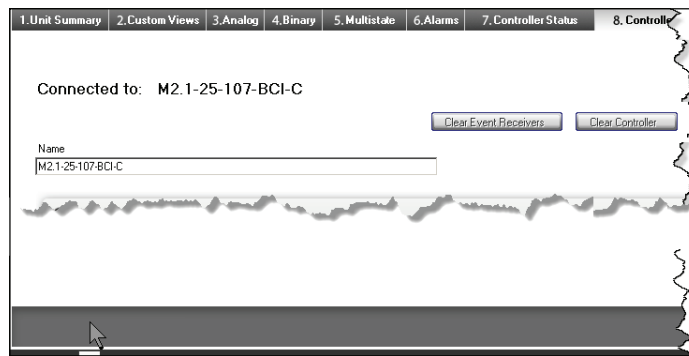 1.Unit Summary 2.Custom Views 3.Analog 4.Binary 5.Multistate 6.Alarms 7.Controller Status 8.
Connected to: M2.1-25-107-BCI-C
Clear Event Receivers Clear Controller
Name
M2.1-25-107-BCI-C